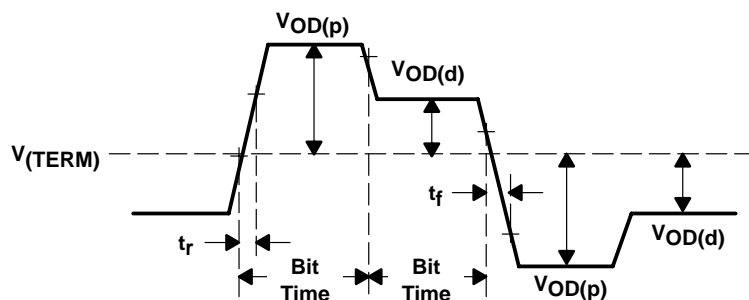 VOD(p)
VOD(d)
V(TERM)
tf
tr
VOD(d)
Bit
Time
Bit
Time
VOD(p)